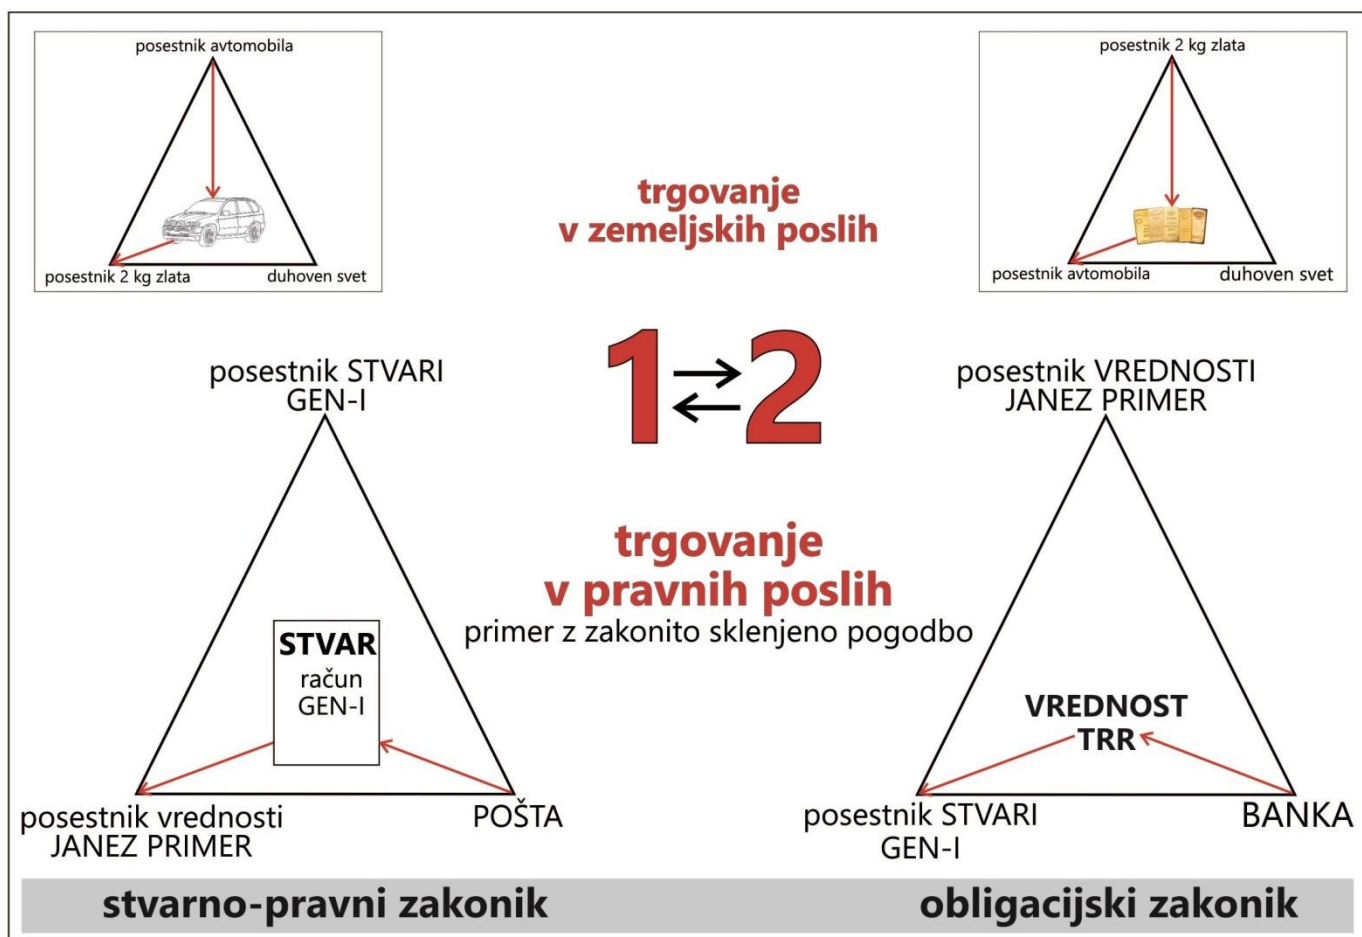 posestnik avtomobila
posestnik 2 kg zlata
duhoven svet
trgovanje
v zemeljskih poslih
posestnik 2 kg zlata
posestnik avtomobila
duhoven svet
1
2
posestnik STVARI
GEN-I
posestnik VREDNOSTI
JANEZ PRIMER
trgovanje
v pravnih poslih
primer z zakonito sklenjeno pogodbo
STVAR
račun
GEN-I
posestnik vrednosti
JANEZ PRIMER
POŠTA
VREDNOST
TRR
posestnik STVARI
GEN-I
BANKA
stvarno-pravni zakonik
obligacijski zakonik